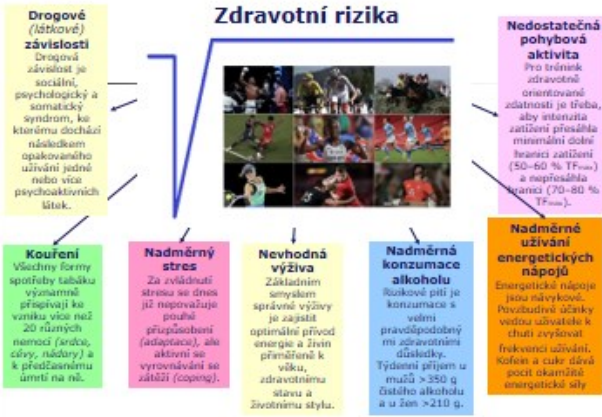 Zdravotní rizika
Drogové
(látkové)
závislosti
Drogová
závislost je
sociální,
psychologický a
somatický
syndrom, ke
kterému dochází
následkem
opakovaného
užívání jedné
nebo více
psychoaktivních
látek.
Nedostatečná
pohybová
aktivita
Pro trénink
zdravotně
orientované
zdatnosti je třeba,
aby intenzita
zatížení přesáhla
minimální dolní
hranici zatížení
(50–60 % TFmax)
a nepřesáhla
hranici (70–80 %
TFmax).
Kouření
Všechny formy
spotřeby tabáku
významně
přispívají ke
vzniku více než
20 různých
nemocí (srdce,
cévy, nádory) a
k předčasnému
úmrtí na ně.
Nadměrný
stres
Za zvládnutí
stresu se dnes
již nepovažuje
pouhé
přizpůsobení
(adaptace), ale
aktivní se
vyrovnávání se
zátěží (coping).
Nevhodná
výživa
Základním
smyslem
správné výživy
je zajistit
optimální přívod
energie a živin
přiměřeně k
věku,
zdravotnímu
stavu a
životnímu stylu.
Nadměrná
konzumace
alkoholu
Rizikové pití je
konzumace s
velmi
pravděpodobný
mi zdravotními
důsledky.
Týdenní příjem u
mužů >350 g
čistého alkoholu
a u žen >210 g.
Nadměrné
užívání
energetických
nápojů
Energetické nápoje
jsou návykové.
Povzbudivé účinky
vedou uživatele k
chuti zvyšovat
frekvenci užívání.
Kofein a cukr dává
pocit okamžité
energetické síly